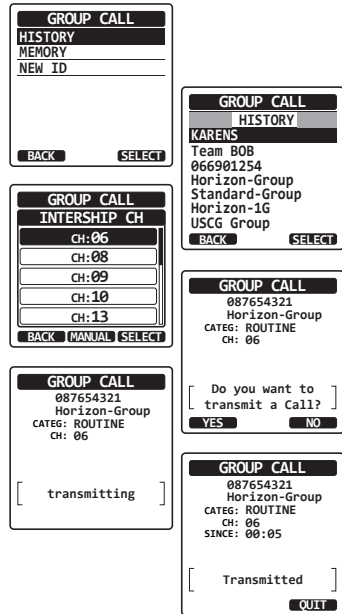 GROUP CALL
HISTORY
MEMORY
NEW ID
BACK SELECT
GROUP CALL
HISTORY
KARENS
Team BOB
066901254
Horizon-Group
Standard-Group
Horizon-1G
USCG Group
BACK SELECT
GROUP CALL
INTERSHIP CH
CH:06
CH:08
CH:09
CH:10
CH:13
BACK MANUAL SELECT
GROUP CALL
087654321
Horizon-Group
CATEG: ROUTINE
CH: 06
Do you want to
transmit a Call?
YES NO
GROUP CALL
087654321
Horizon-Group
CATEG: ROUTINE
CH: 06
transmitting
GROUP CALL
087654321
Horizon-Group
CATEG: ROUTINE
CH: 06
SINCE: 00:05
Transmitted
QUIT